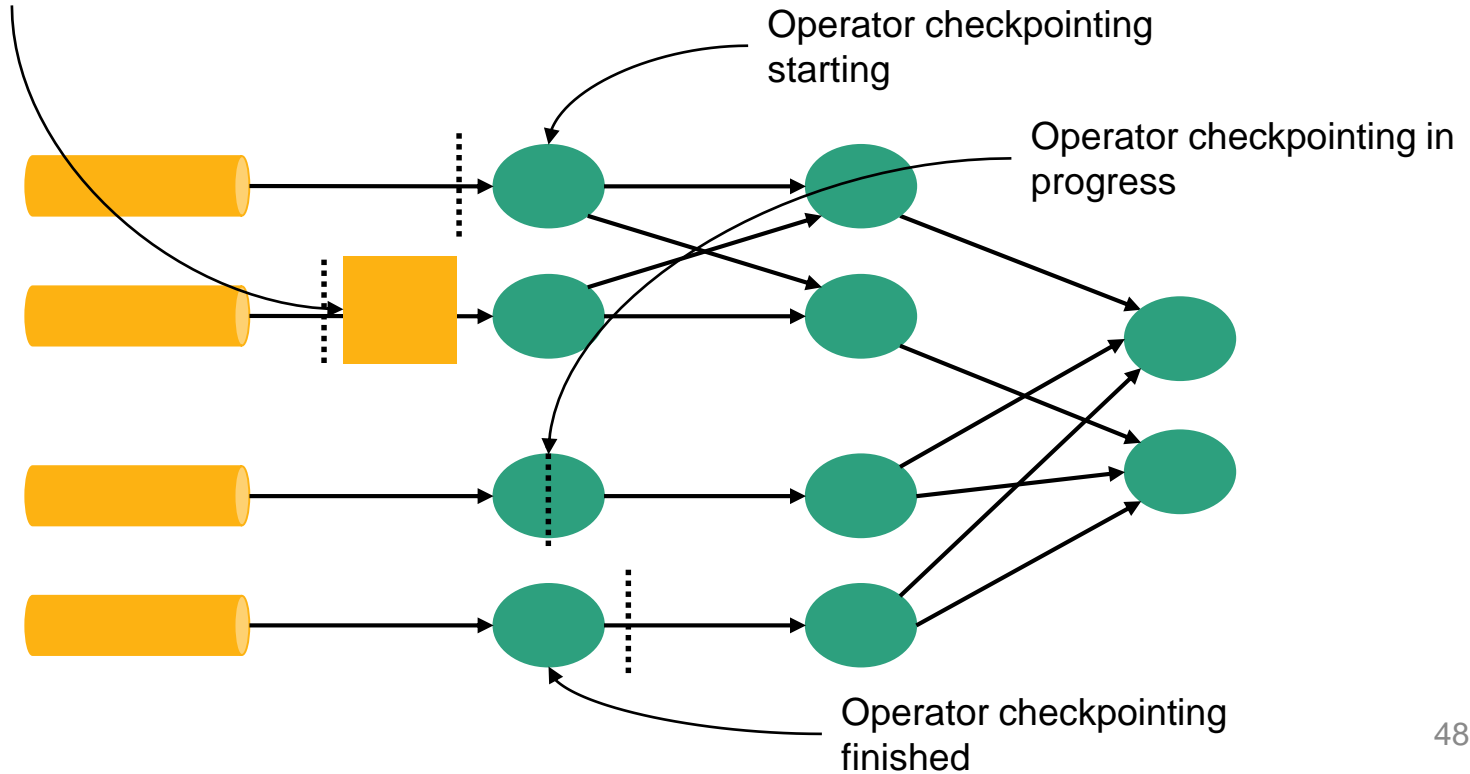 Operator checkpointing
starting
Operator checkpointing in
progress
Operator checkpointing
finished
48